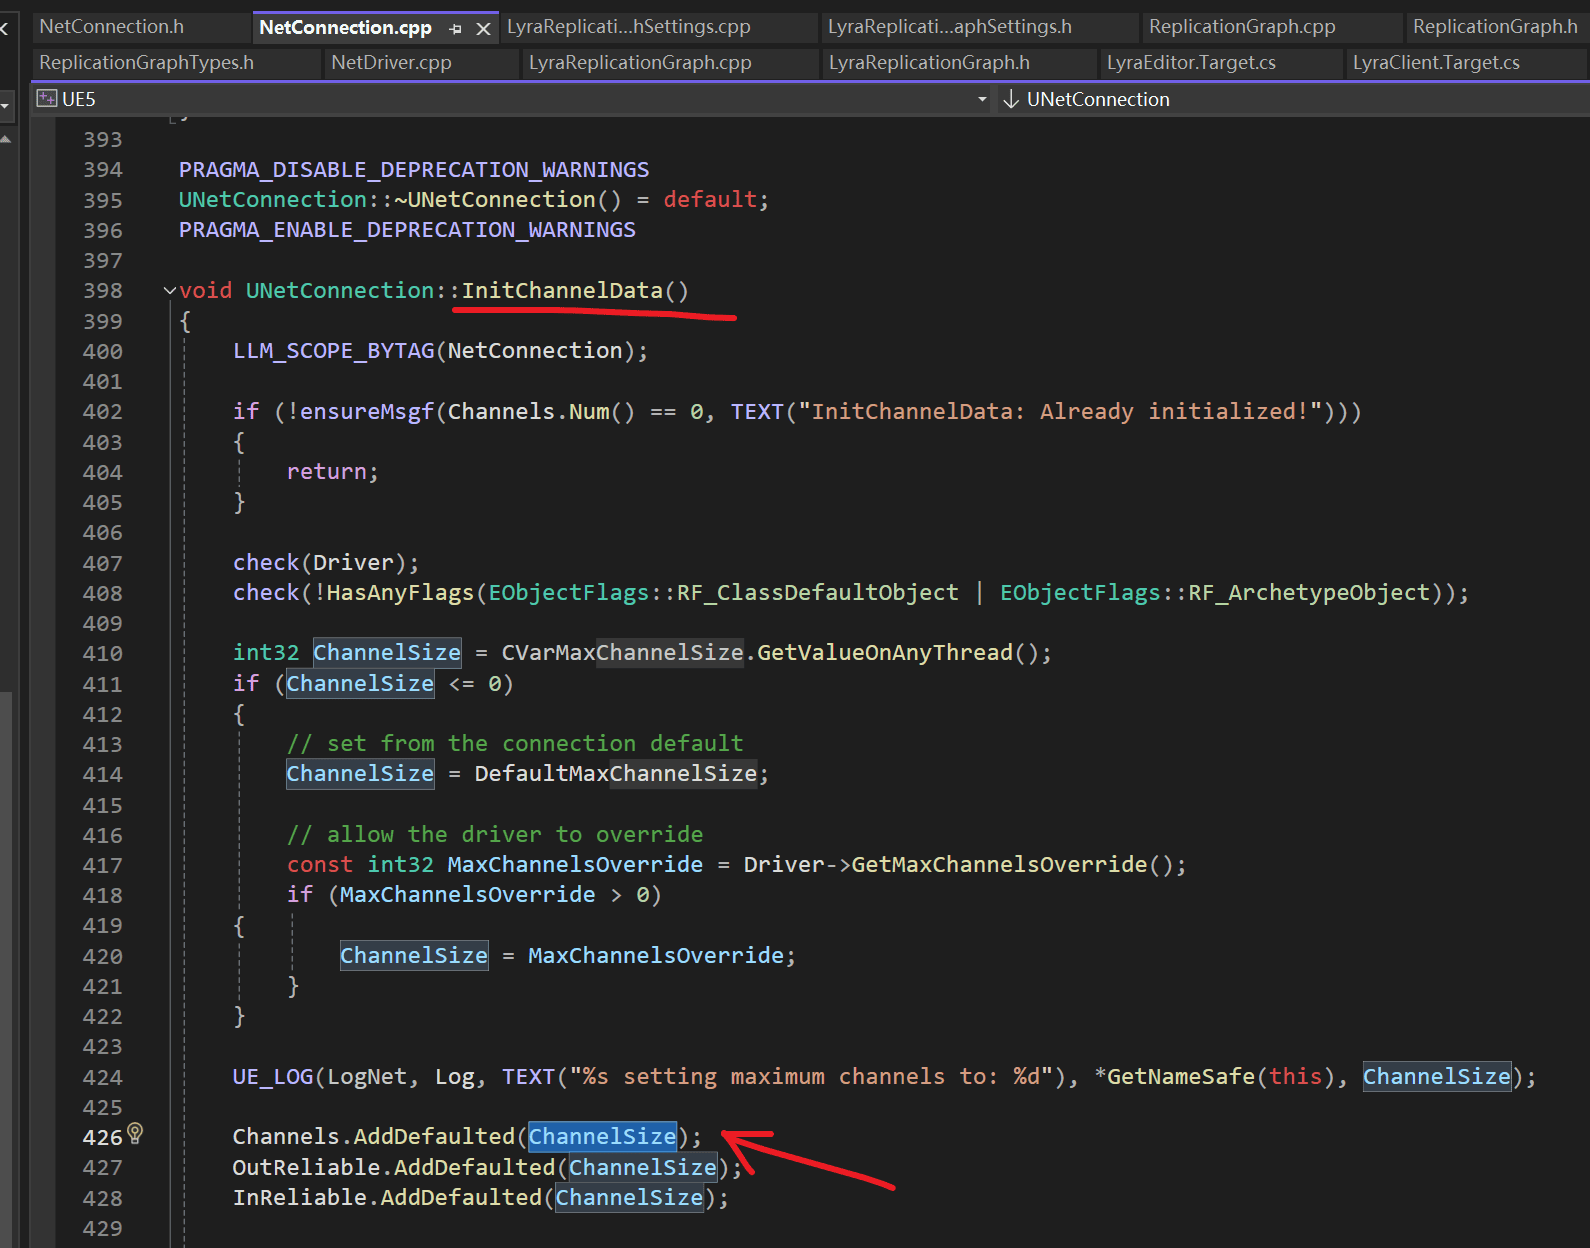 NetConnection.h
NetConnection.cpp
LyraReplicati...hSettings.cpp
LyraReplicati...aphSettings.h
ReplicationGraph.cpp
ReplicationGraph.h
ReplicationGraphTypes.h
NetDriver.cpp
LyraReplicationGraph.cpp
LyraReplicationGraph.h
LyraEditor.Target.cs
LyraClient.Target.cs
UE5
UNetConnection
393
394 PRAGMA_DISABLE_DEPRECATION_WARNINGS
395 UNetConnection::~UNetConnection() = default;
396 PRAGMA_ENABLE_DEPRECATION_WARNINGS
397
398 void UNetConnection::InitChannelData()
399 {
400 LLM_SCOPE_BYTAG(NetConnection);
401
402 if (!ensureMsgf(Channels.Num() == 0, TEXT("InitChannelData: Already initialized!")))
403 {
404 return;
405 }
406
407 check(Driver);
408 check(!HasAnyFlags(EObjectFlags::RF_ClassDefaultObject | EObjectFlags::RF_ArchetypeObject));
409
410 int32 ChannelSize = CVarMaxChannelSize.GetValueOnAnyThread();
411 if (ChannelSize <= 0)
412 {
413 // set from the connection default
414 ChannelSize = DefaultMaxChannelSize;
415
416 // allow the driver to override
417 const int32 MaxChannelsOverride = Driver->GetMaxChannelsOverride();
418 if (MaxChannelsOverride > 0)
419 {
420 ChannelSize = MaxChannelsOverride;
421 }
422 }
423
424 UE_LOG(LogNet, Log, TEXT("%s setting maximum channels to: %d"), *GetNameSafe(this), ChannelSize);
425
426 Channels.AddDefaulted(ChannelSize);
427 OutReliable.AddDefaulted(ChannelSize);
428 InReliable.AddDefaulted(ChannelSize);
429